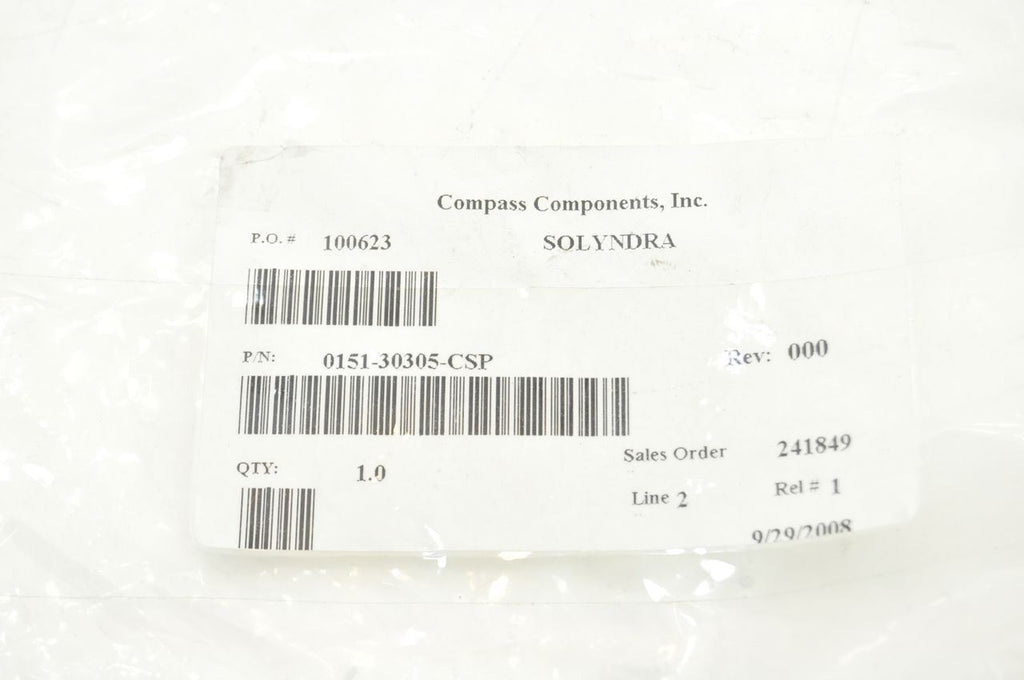 Compass Components, Inc.
P.O. # 100623 SOLYNDRA
P/N: 0151-30305-CSP Rev: 000
Sales Order 241849
QTY: 1.0
Line 2 Rel # 1
9/29/2008